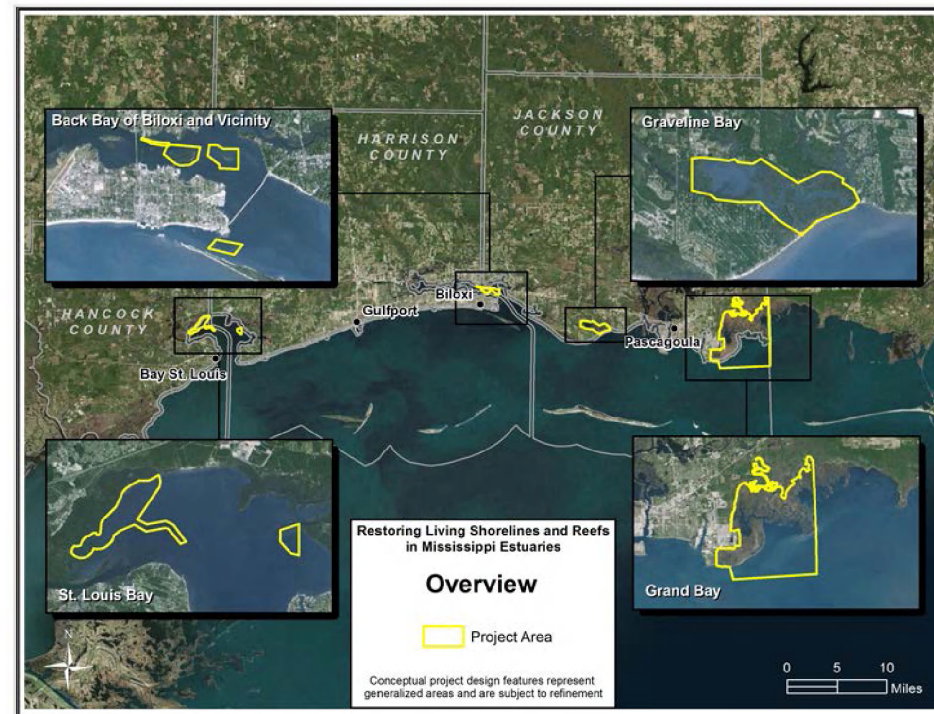 Back Bay of Biloxi and Vicinity
HARRISON
COUNTY
JACKSON
COUNTY
Graveline Bay
HANCOCK
COUNTY
Biloxi
Gulfport
Pascagoula
Bay St. Louis
St. Louis Bay
Grand Bay
Restoring Living Shorelines and Reefs
in Mississippi Estuaries
Overview
Project Area
Conceptual project design features represent
generalized areas and are subject to refinement
N
0 5 10
Miles